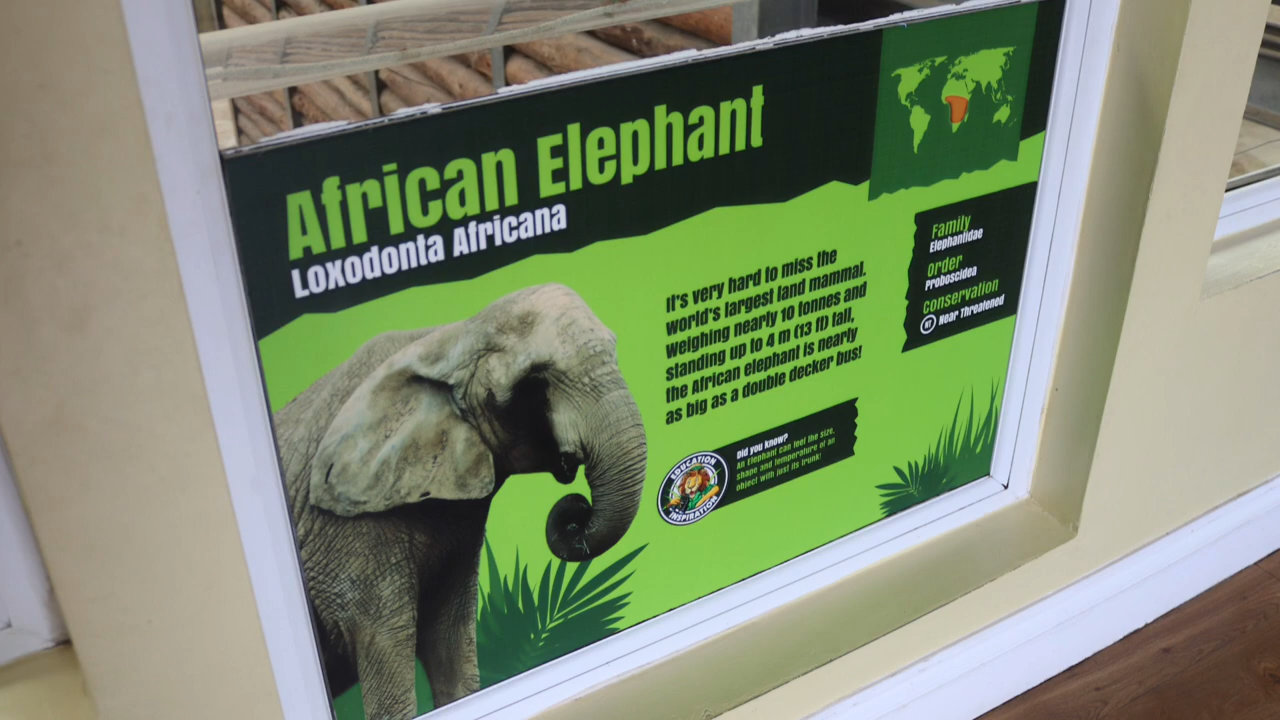 African Elephant
Loxodonta Africana
It's very hard to miss the
world's largest land mammal.
Weighing nearly 10 tonnes and
standing up to 4 m (13 ft) tall,
the African elephant is nearly
as big as a double decker bus!
EDUCATION
INSPIRATION
Did you know?
An Elephant can feel the size,
shape and temperature of an
object with just its trunk!
Family
Elephantidae
Order
Proboscidea
Conservation
NT Near Threatened